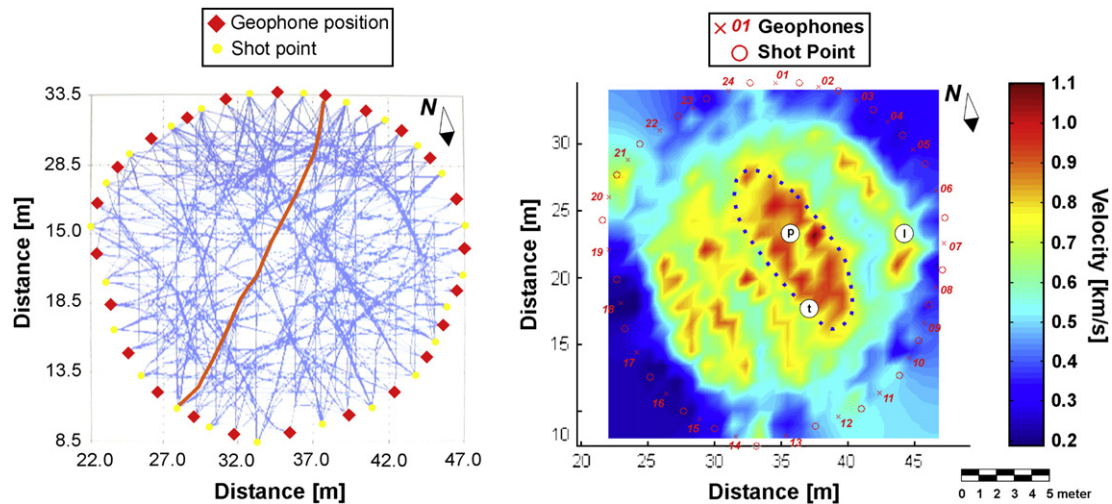 Geophone position
Shot point
01 Geophones
Shot Point
N
33.5
28.5
15.0
18.5
13.5
8.5
22.0 27.0 32.0 37.0 42.0 47.0
Distance [m]
Distance [m]
N
30
25
20
15
10
20 25 30 35 40 45
Distance [m]
Distance [m]
24 01 02
03
04
05
06
07
08
09
10
11
12
13
14
15
16
17
18
19
20
21
22
23
P
l
t
1.1
1.0
0.9
0.8
0.7
0.6
0.5
0.4
0.3
0.2
Velocity [km/s]
0 1 2 3 4 5 meter